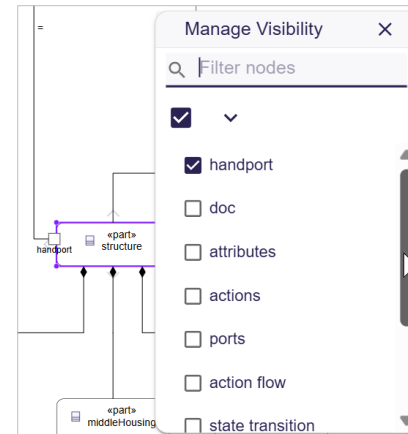 =
Manage Visibility
Filter nodes
handport
doc
attributes
actions
ports
action flow
state transition
«part»
structure
handport
«part»
middleHousing